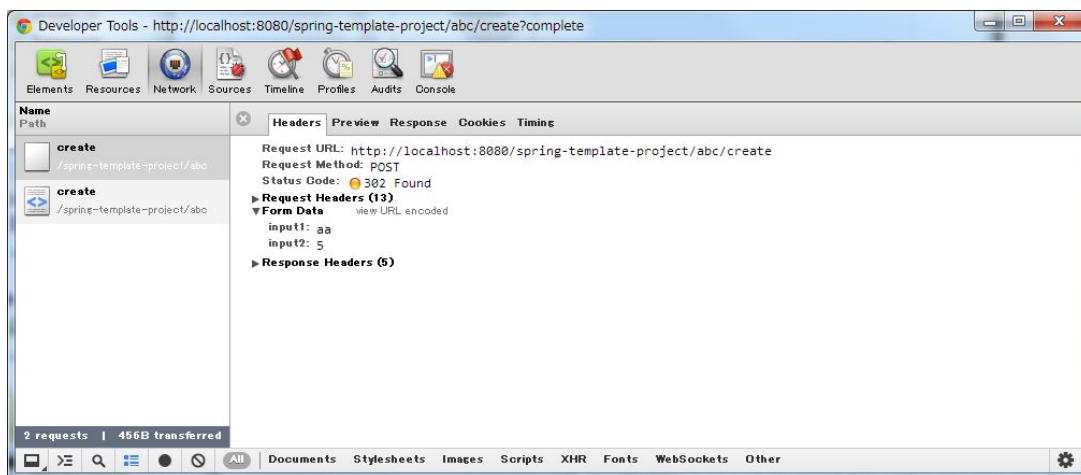 Developer Tools - http://localhost:8080/spring-template-project/abc/create?complete
Elements Resources Network Sources Timeline Profiles Audits Console
Name
Path
Headers Preview Response Cookies Timing
create
/spring-template-project/abc
create
/spring-template-project/abc
Request URL: http://localhost:8080/spring-template-project/abc/create
Request Method: POST
Status Code: 302 Found
Request Headers (13)
Form Data view URL encoded
input1: aa
input2: 5
Response Headers (5)
2 requests | 456B transferred
All Documents Stylesheets Images Scripts XHR Fonts WebSockets Other